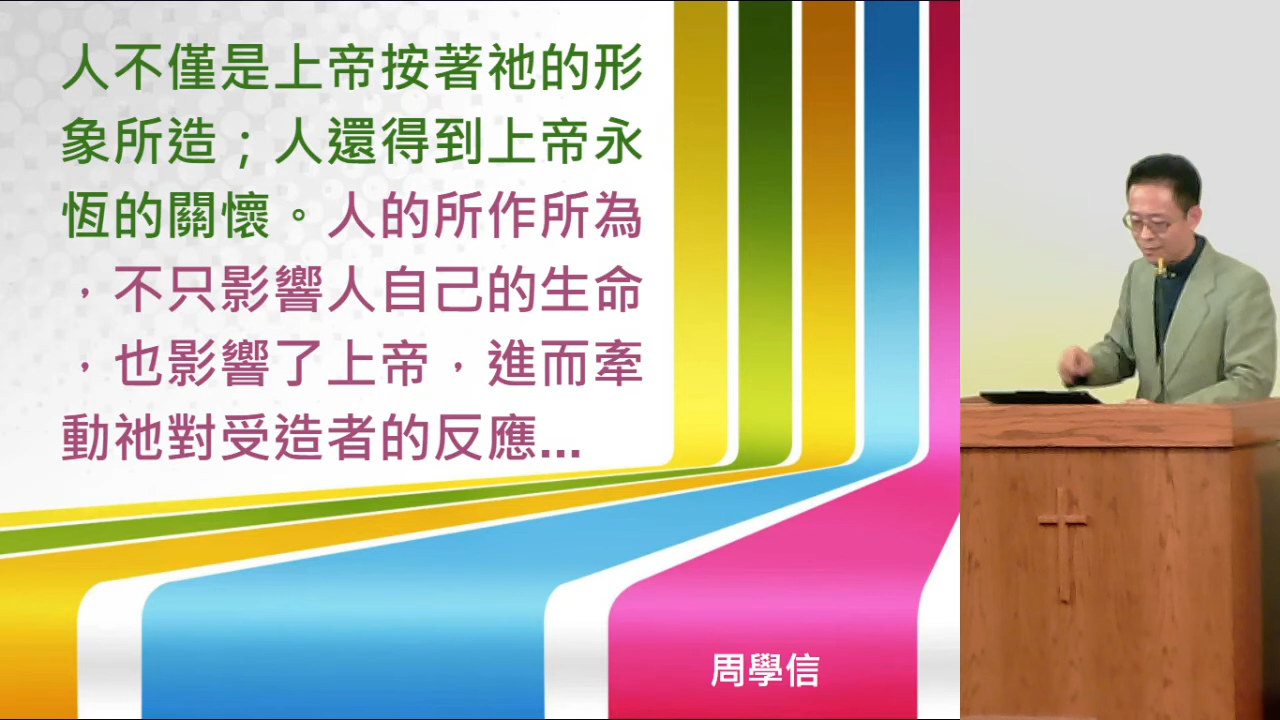 人不僅是上帝按著祂的形
象所造；人還得到上帝永
恆的關懷。人的所作所為
，不只影響人自己的生命
，也影響了上帝，進而牽
動祂對受造者的反應...
周學信